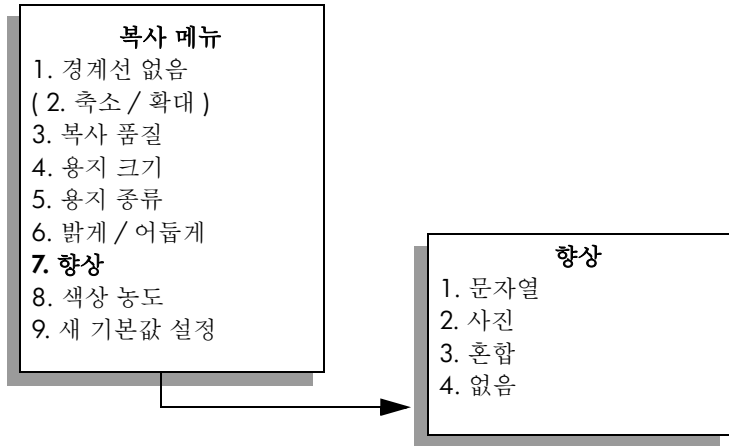 복사 메뉴
1. 경계선 없음
( 2. 축소 / 확대 )
3. 복사 품질
4. 용지 크기
5. 용지 종류
6. 밝게 / 어둡게
7. 향상
8. 색상 농도
9. 새 기본값 설정
향상
1. 문자열
2. 사진
3. 혼합
4. 없음